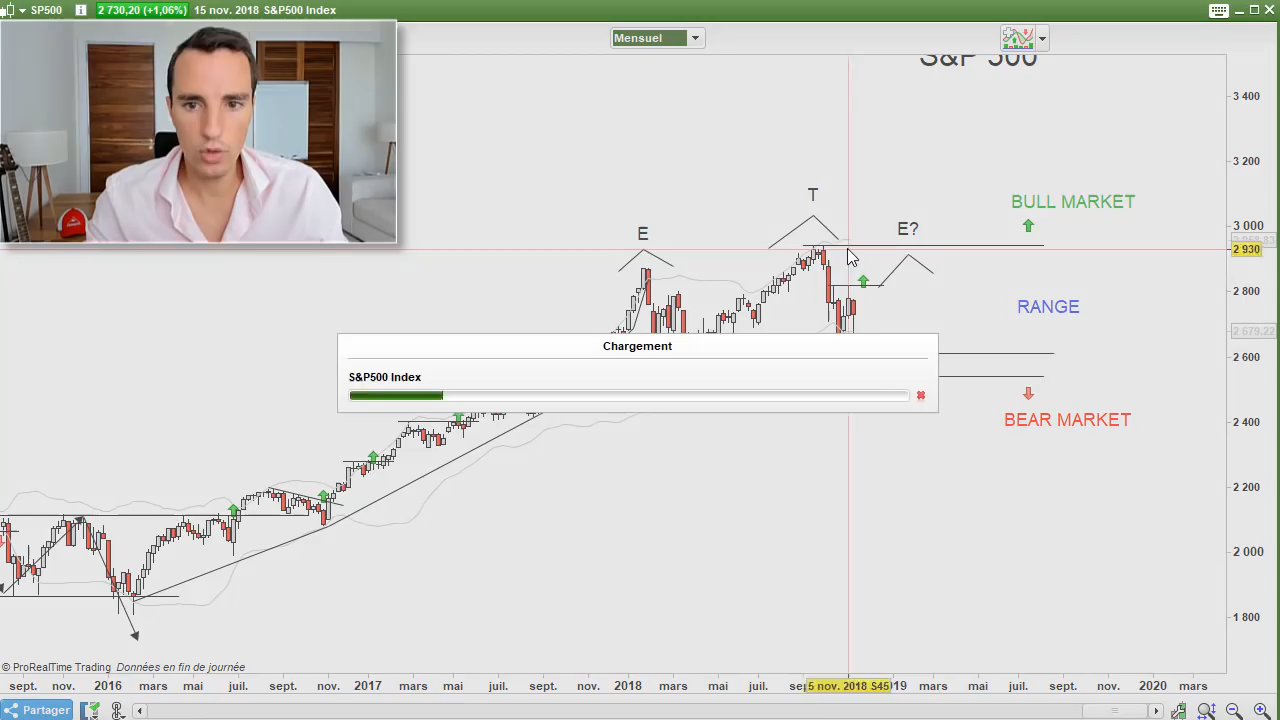 SP500 i 2 730,20 (+1,06%) 15 nov. 2018 S&P500 Index
Mensuel
S&P 500
3 400
3 200
T
BULL MARKET
3 000
E
E?
2 930
2 800
RANGE
2 679,22
Chargement
2 600
S&P500 Index
BEAR MARKET
2 400
2 200
2 000
1 800
© ProRealTime Trading Données en fin de journée
sept. nov. 2016 mars mai juil. sept. nov. 2017 mars mai juil. sept. nov. 2018 mars mai juil. 5 nov. 2018 S45 mars mai juil. sept. nov. 2020 mars
Partager